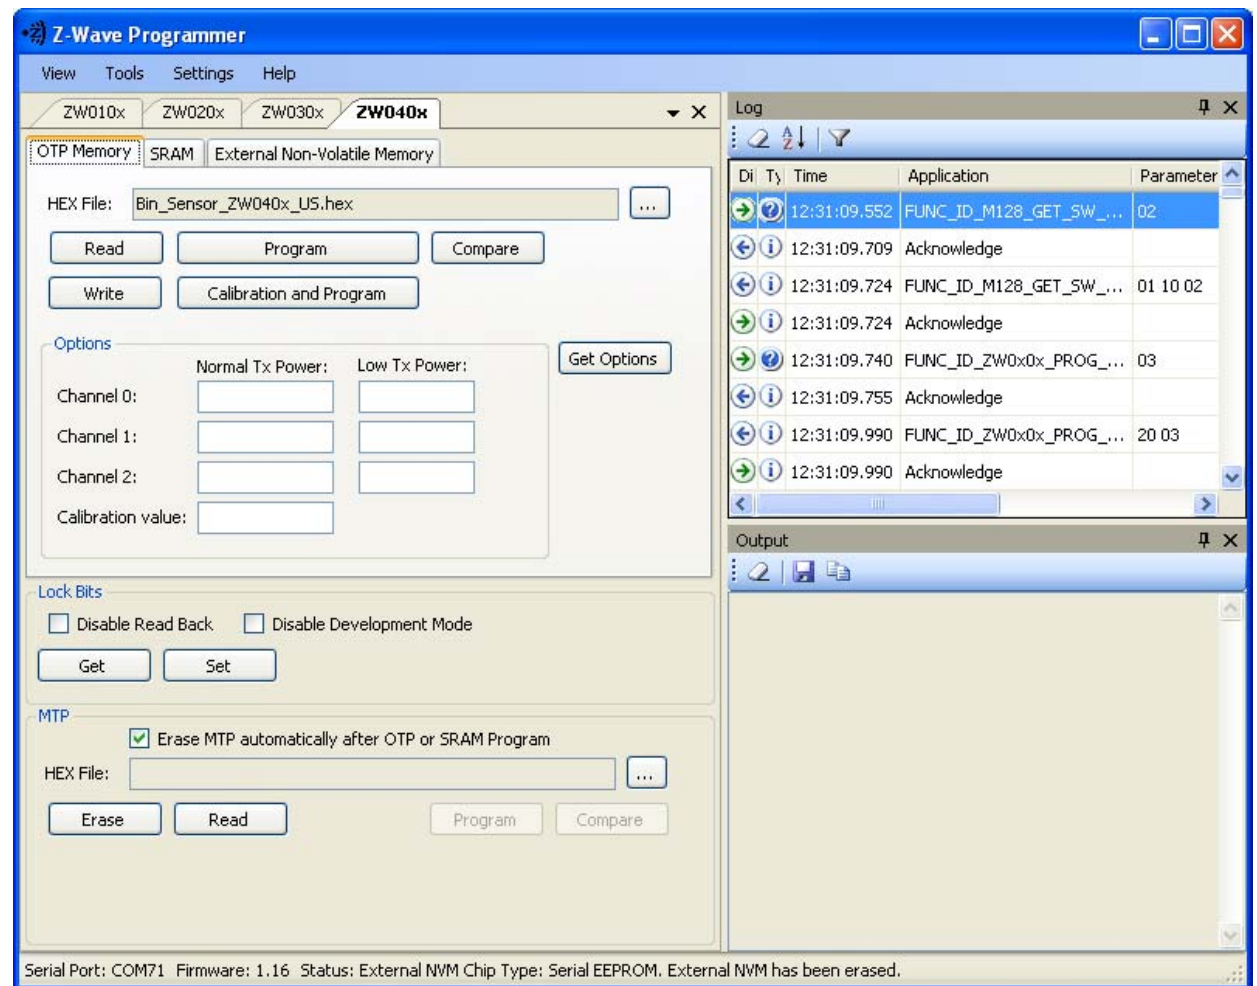 Z-Wave Programmer
View Tools Settings Help
ZW010x ZW020x ZW030x ZW040x
OTP Memory SRAM External Non-Volatile Memory
HEX File: Bin_Sensor_ZW040x_US.hex ...
Read Program Compare
Write Calibration and Program
Options
Get Options
Normal Tx Power: Low Tx Power:
Channel 0:
Channel 1:
Channel 2:
Calibration value:
Lock Bits
Disable Read Back Disable Development Mode
Get Set
MTP
Erase MTP automatically after OTP or SRAM Program
HEX File: ...
Erase Read Program Compare
Log
Di Ty Time Application Parameter
12:31:09.552 FUNC_ID_M128_GET_SW_... 02
12:31:09.709 Acknowledge
12:31:09.724 FUNC_ID_M128_GET_SW_... 01 10 02
12:31:09.724 Acknowledge
12:31:09.740 FUNC_ID_ZW0x0x_PROG_... 03
12:31:09.755 Acknowledge
12:31:09.990 FUNC_ID_ZW0x0x_PROG_... 20 03
12:31:09.990 Acknowledge
Output
Serial Port: COM71 Firmware: 1.16 Status: External NVM Chip Type: Serial EEPROM. External NVM has been erased.